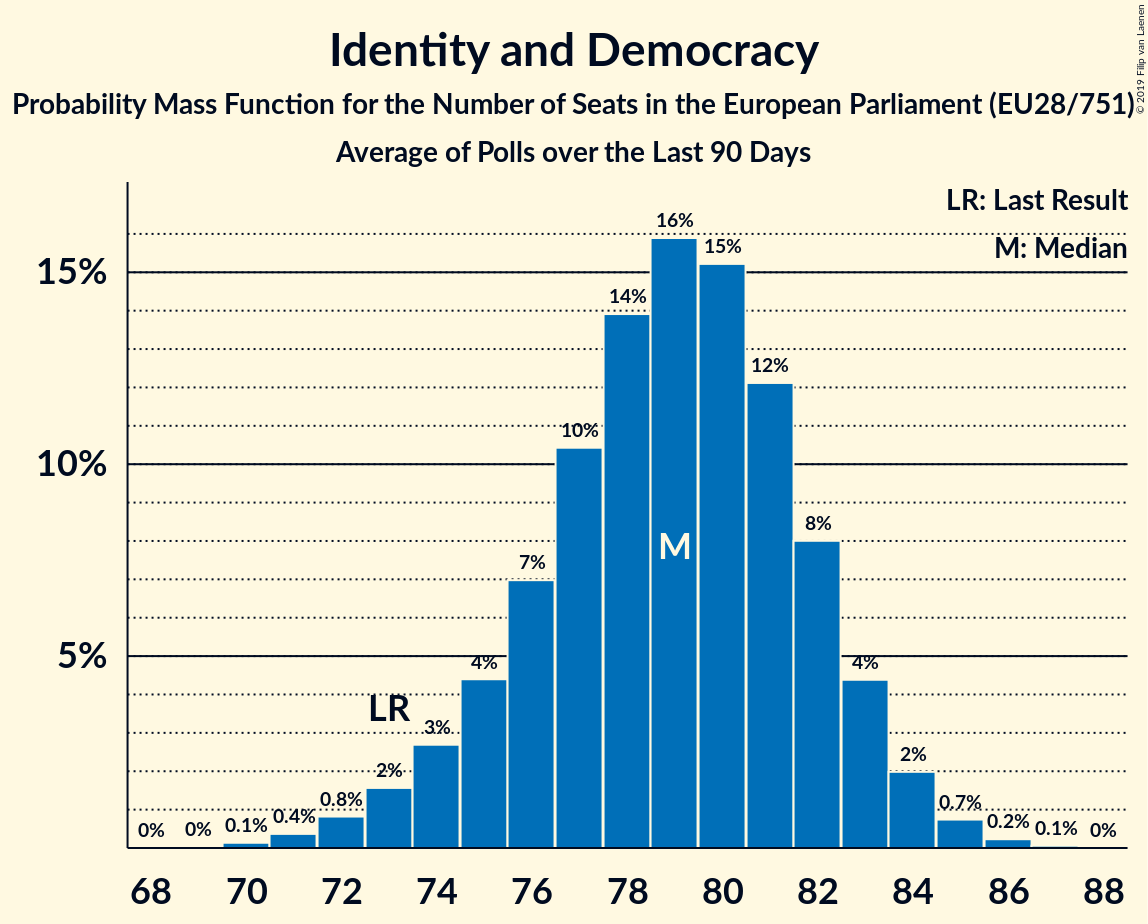 Identity and Democracy
Probability Mass Function for the Number of Seats in the European Parliament (EU28/751)
Average of Polls over the Last 90 Days
© 2019 Filip van Laenen
LR: Last Result
M: Median
15%
10%
5%
0%
0%
0.1%
0.4%
0.8%
2%
LR
3%
4%
7%
10%
14%
16%
M
15%
12%
8%
4%
2%
0.7%
0.2%
0.1%
0%
68 70 72 74 76 78 80 82 84 86 88